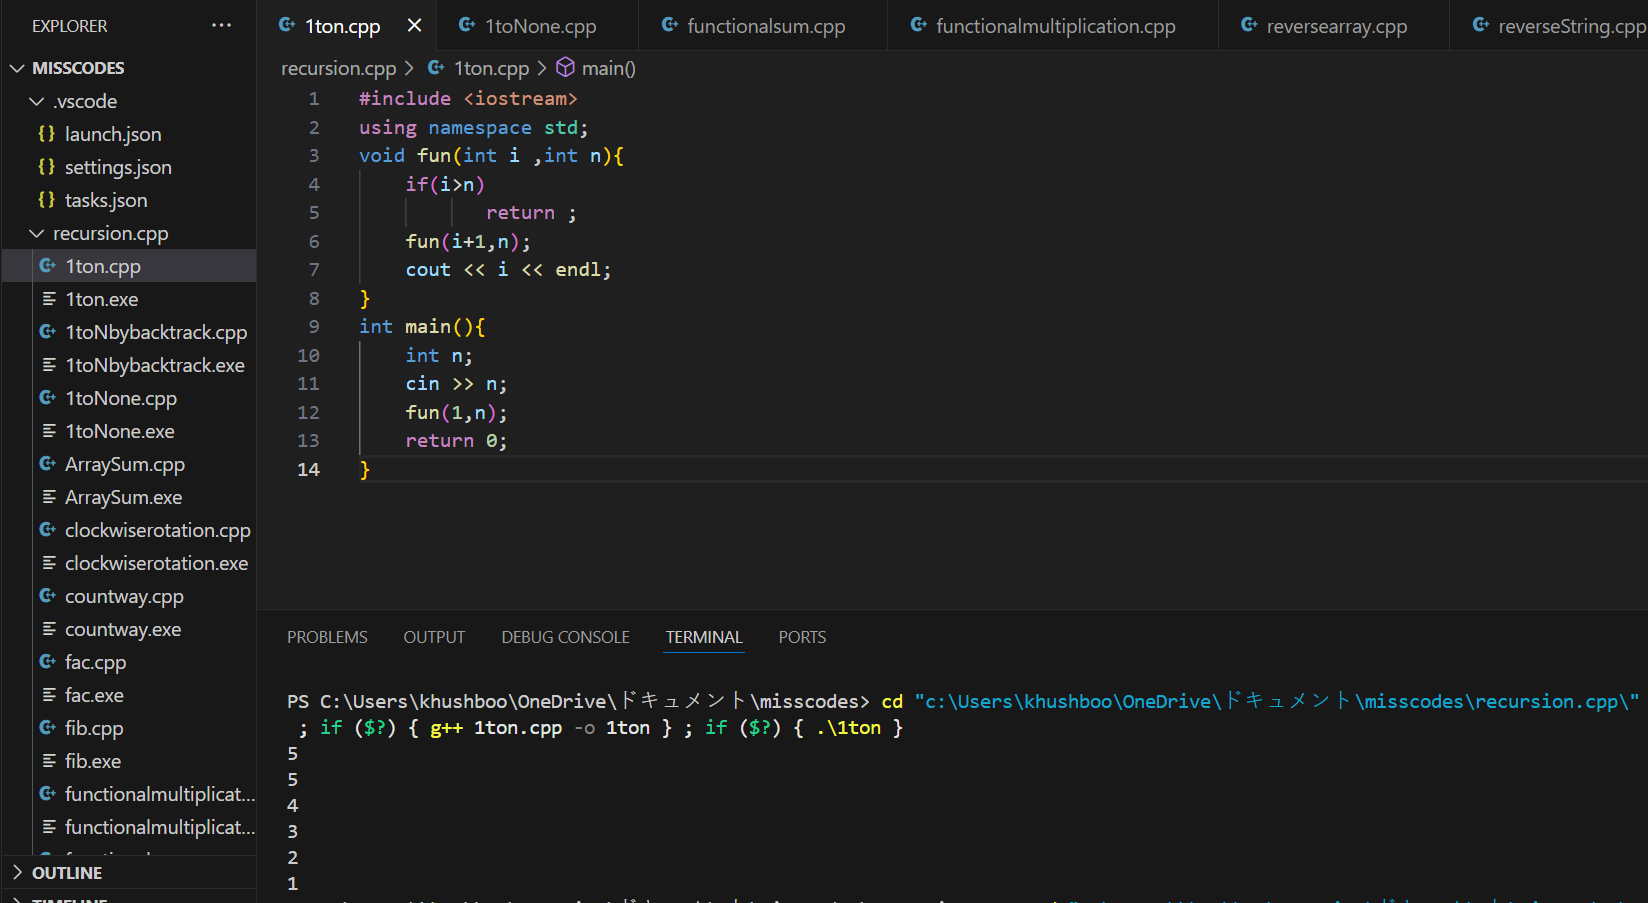 EXPLORER ···
MISSCODES
.vscode
{} launch.json
{} settings.json
{} tasks.json
recursion.cpp
1ton.cpp
1ton.exe
1toNbybacktrack.cpp
1toNbybacktrack.exe
1toNone.cpp
1toNone.exe
ArraySum.cpp
ArraySum.exe
clockwiserotation.cpp
clockwiserotation.exe
countway.cpp
countway.exe
fac.cpp
fac.exe
fib.cpp
fib.exe
functionalmultiplicat...
functionalmultiplicat...
OUTLINE
TIMELINE
1ton.cpp 1toNone.cpp functionalsum.cpp functionalmultiplication.cpp reversearray.cpp reverseString.cpp
recursion.cpp > 1ton.cpp > main()
1 #include <iostream>
2 using namespace std;
3 void fun(int i ,int n){
4 if(i>n)
5 return ;
6 fun(i+1,n);
7 cout << i << endl;
8 }
9 int main(){
10 int n;
11 cin >> n;
12 fun(1,n);
13 return 0;
14 }
PROBLEMS OUTPUT DEBUG CONSOLE TERMINAL PORTS
PS C:\Users\khushboo\OneDrive\ドキュメント\misscodes> cd "c:\Users\khushboo\OneDrive\ドキュメント\misscodes\recursion.cpp\"
; if ($?) { g++ 1ton.cpp -o 1ton } ; if ($?) { .\1ton }
5
5
4
3
2
1